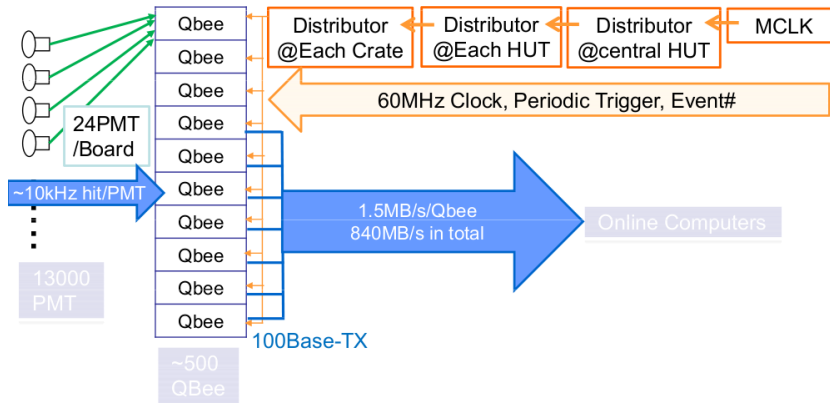 Qbee
Qbee
Qbee
Qbee
Qbee
Qbee
Qbee
Qbee
Qbee
Qbee
Distributor
@Each Crate
Distributor
@Each HUT
Distributor
@central HUT
MCLK
60MHz Clock, Periodic Trigger, Event#
24PMT
/Board
~10kHz hit/PMT
1.5MB/s/Qbee
840MB/s in total
Online Computers
13000
PMT
100Base-TX
~500
QBee